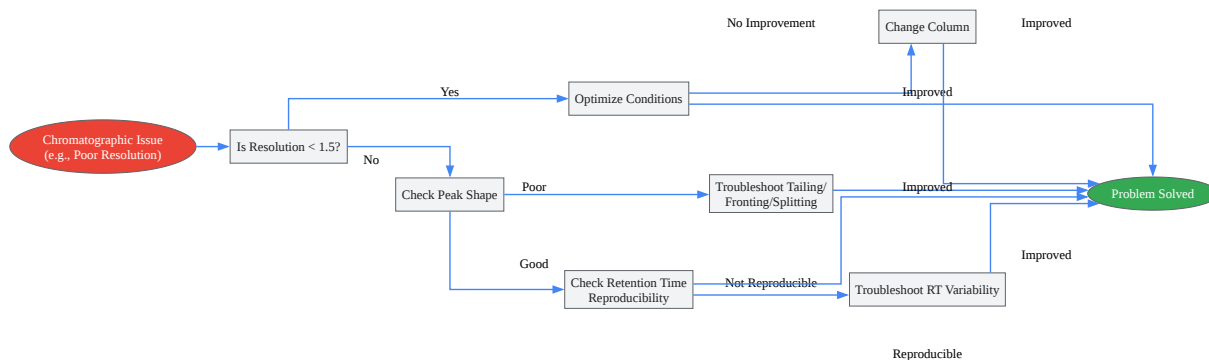 No Improvement
Change Column
Improved
Yes
Optimize Conditions
Improved
Chromatographic Issue
(e.g., Poor Resolution)
Is Resolution < 1.5?
No
Check Peak Shape
Poor
Troubleshoot Tailing/
Fronting/Splitting
Improved
Problem Solved
Good
Check Retention Time
Reproducibility
Not Reproducible
Troubleshoot RT Variability
Improved
Reproducible